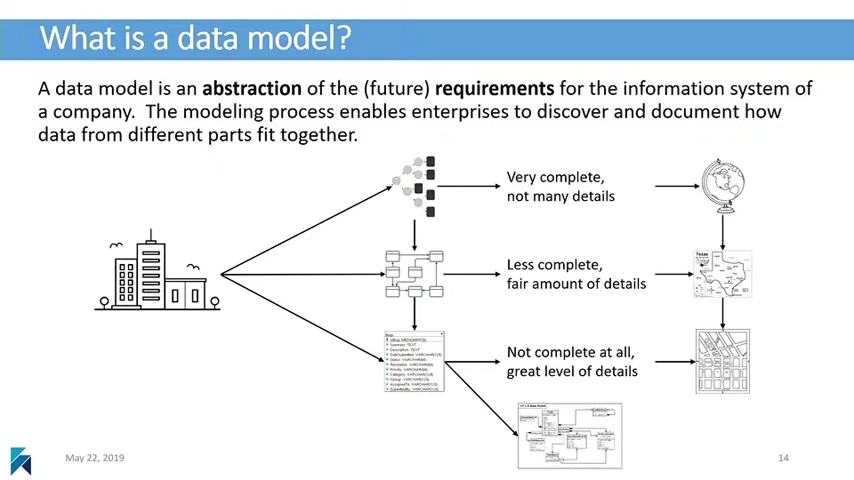 What is a data model?
A data model is an abstraction of the (future) requirements for the information system of
a company. The modeling process enables enterprises to discover and document how
data from different parts fit together.
Very complete,
not many details
Less complete,
fair amount of details
Texas
Not complete at all,
great level of details
May 22, 2019
14